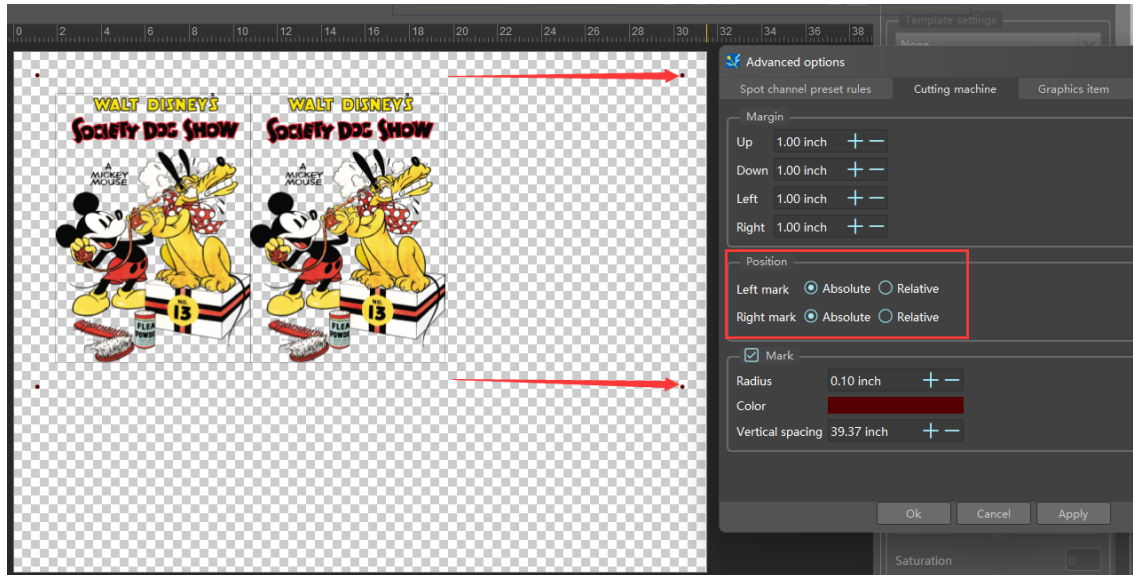 Template settings
0 2 4 6 8 10 12 14 16 18 20 22 24 26 28 30 32 34 36 38
None
Advanced options
Spot channel preset rules Cutting machine Graphics item
Margin
Up 1.00 inch + −
Down 1.00 inch + −
Left 1.00 inch + −
Right 1.00 inch + −
Position
Left mark Absolute Relative
Right mark Absolute Relative
Mark
Radius 0.10 inch + −
Color
Vertical spacing 39.37 inch + −
Ok Cancel Apply
Saturation 0
WALT DISNEY'S
SOCIETY DOG SHOW
A
MICKEY
MOUSE
NO.
13
FLEA
POWDER
WALT DISNEY'S
SOCIETY DOG SHOW
A
MICKEY
MOUSE
NO.
13
FLEA
POWDER